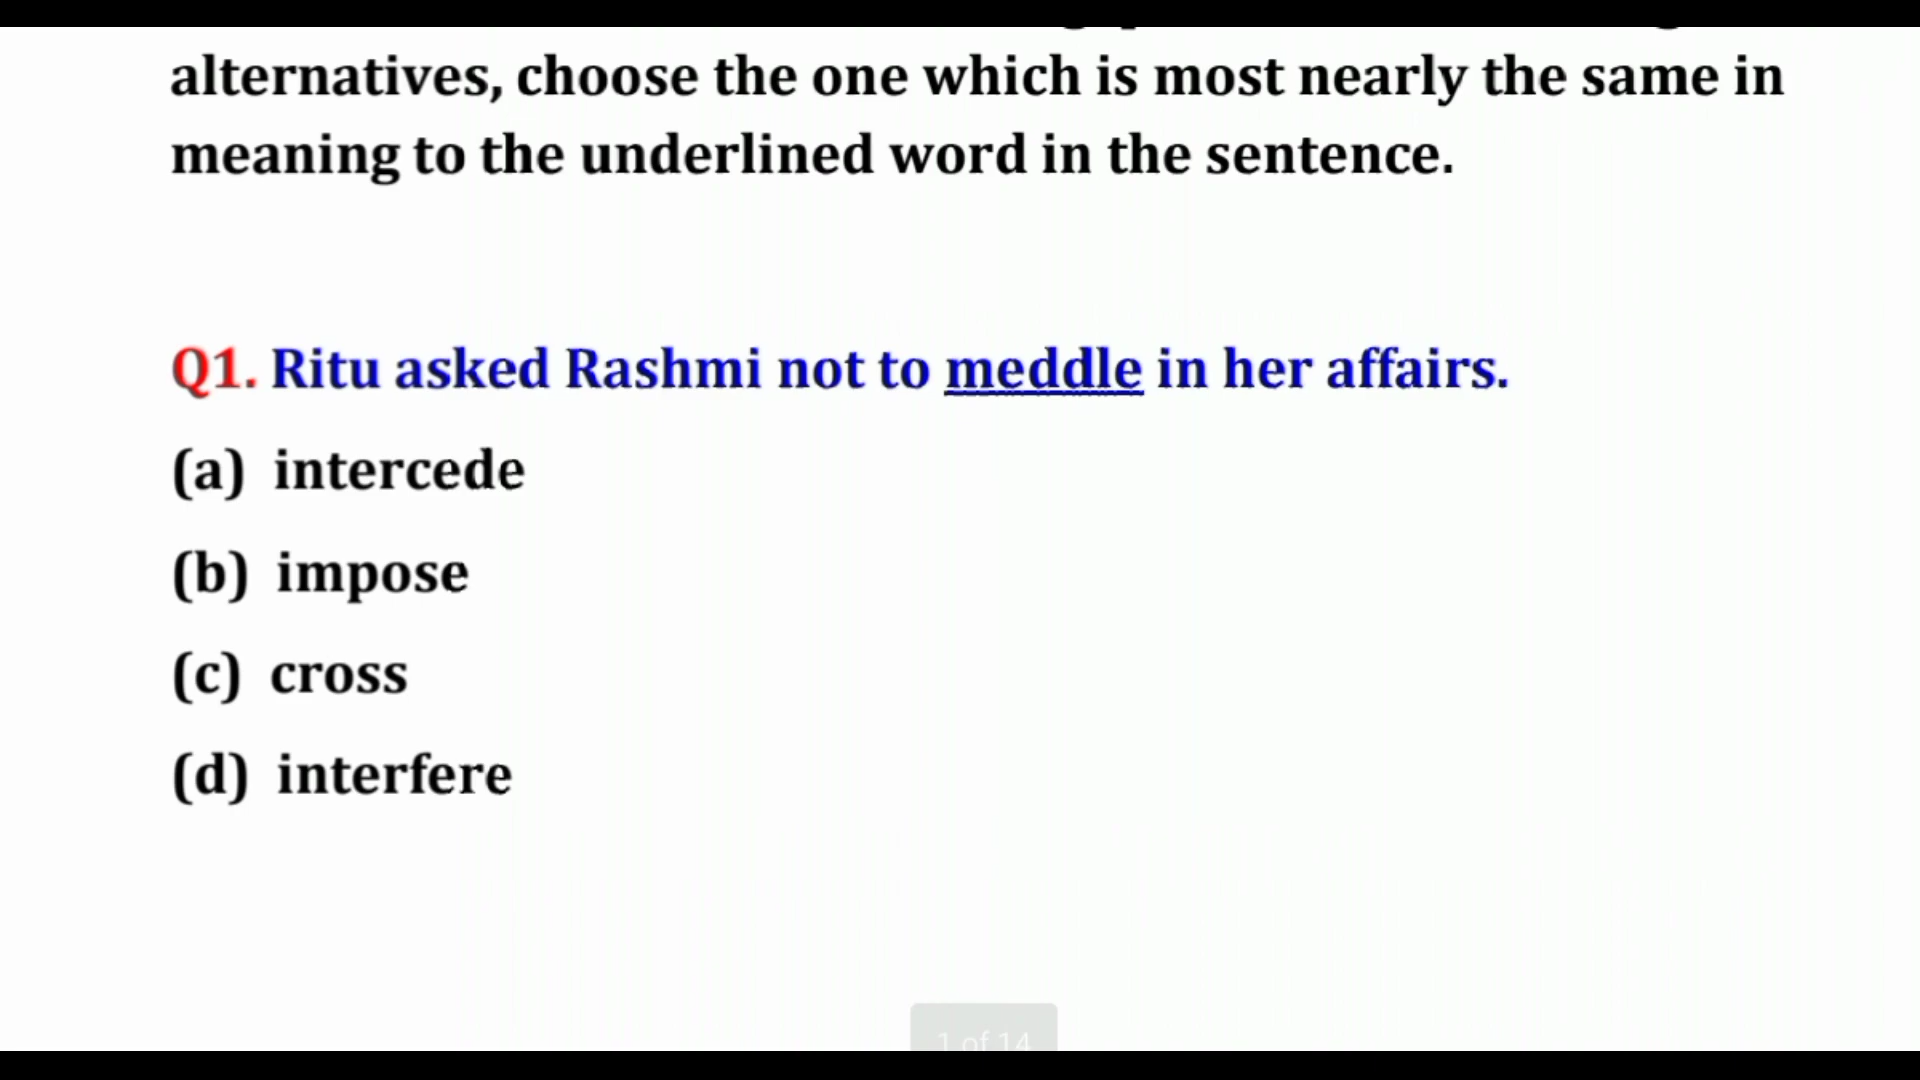 alternatives, choose the one which is most nearly the same in
meaning to the underlined word in the sentence.
Q1. Ritu asked Rashmi not to meddle in her affairs.
(a) intercede
(b) impose
(c) cross
(d) interfere
1 of 14